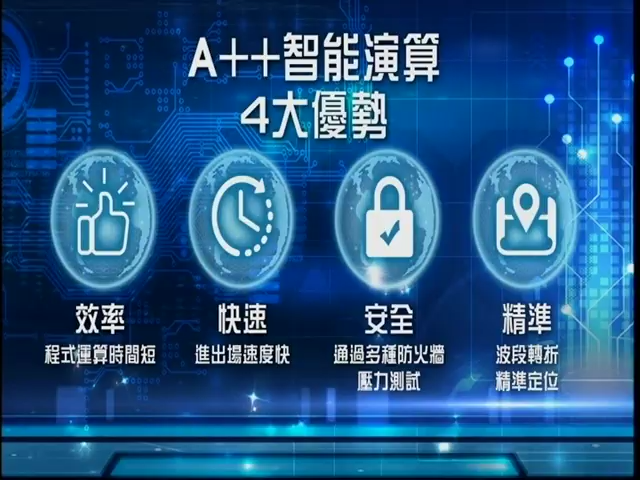 A++智能演算
4大優勢
效率
程式運算時間短
快速
進出場速度快
安全
通過多種防火牆
壓力測試
精準
波段轉折
精準定位